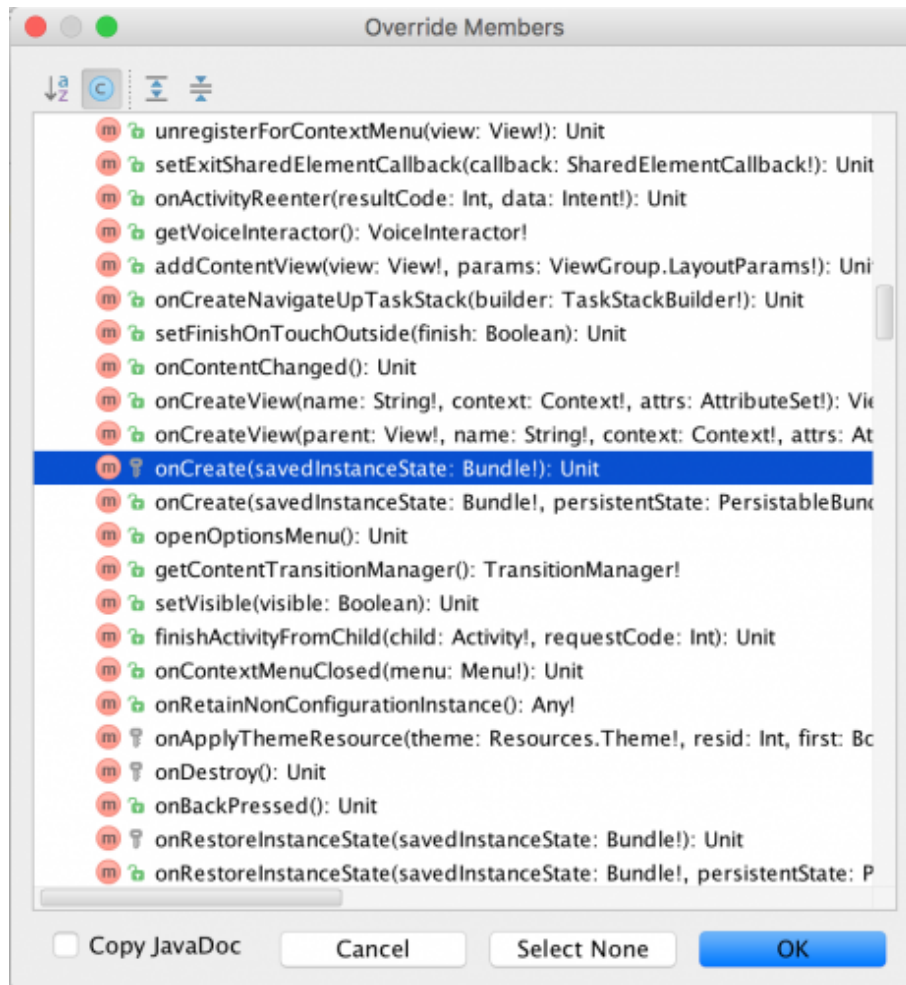 Override Members
unregisterForContextMenu(view: View!): Unit
setExitSharedElementCallback(callback: SharedElementCallback!): Unit
onActivityReenter(resultCode: Int, data: Intent!): Unit
getVoiceInteractor(): VoiceInteractor!
addContentView(view: View!, params: ViewGroup.LayoutParams!): Uni
onCreateNavigateUpTaskStack(builder: TaskStackBuilder!): Unit
setFinishOnTouchOutside(finish: Boolean): Unit
onContentChanged(): Unit
onCreateView(name: String!, context: Context!, attrs: AttributeSet!): Vie
onCreateView(parent: View!, name: String!, context: Context!, attrs: At
onCreate(savedInstanceState: Bundle!): Unit
onCreate(savedInstanceState: Bundle!, persistentState: PersistableBund
openOptionsMenu(): Unit
getContentTransitionManager(): TransitionManager!
setVisible(visible: Boolean): Unit
finishActivityFromChild(child: Activity!, requestCode: Int): Unit
onContextMenuClosed(menu: Menu!): Unit
onRetainNonConfigurationInstance(): Any!
onApplyThemeResource(theme: Resources.Theme!, resid: Int, first: Bo
onDestroy(): Unit
onBackPressed(): Unit
onRestoreInstanceState(savedInstanceState: Bundle!): Unit
onRestoreInstanceState(savedInstanceState: Bundle!, persistentState: P
Copy JavaDoc Cancel Select None OK